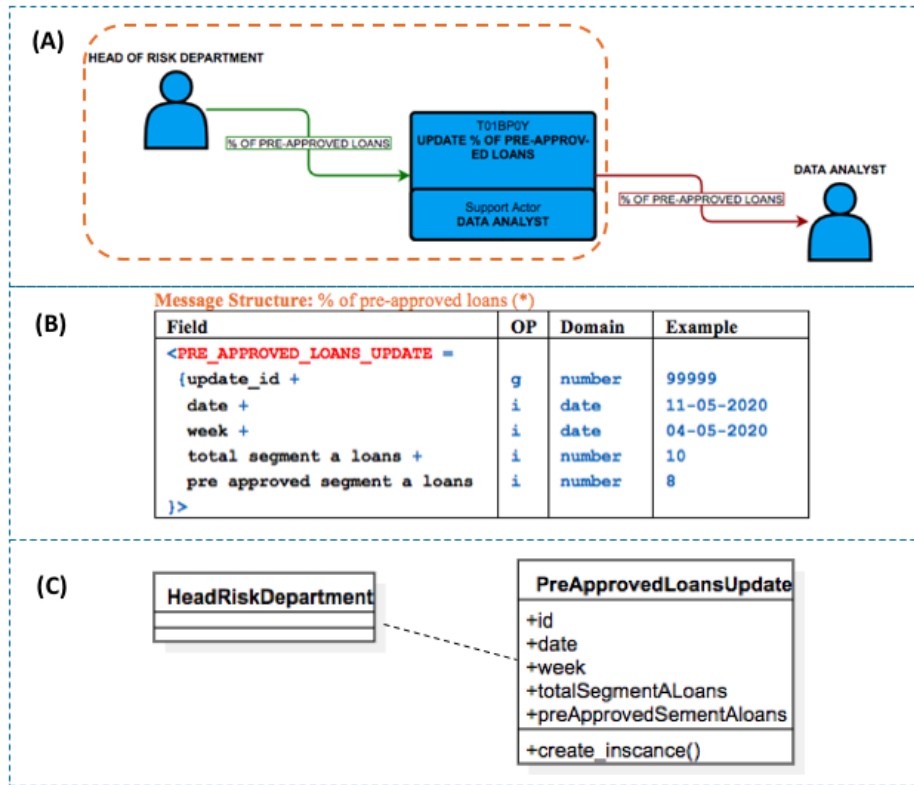 (A)
HEAD OF RISK DEPARTMENT
% OF PRE-APPROVED LOANS
T01BP0Y
UPDATE % OF PRE-APPROV-
ED LOANS
Support Actor
DATA ANALYST
% OF PRE-APPROVED LOANS
DATA ANALYST
(B)
Message Structure: % of pre-approved loans (*)
Field OP Domain Example
<PRE_APPROVED_LOANS_UPDATE =
{update_id + g number 99999
date + i date 11-05-2020
week + i date 04-05-2020
total segment a loans + i number 10
pre approved segment a loans i number 8
}>
(C)
HeadRiskDepartment
PreApprovedLoansUpdate
+id
+date
+week
+totalSegmentALoans
+preApprovedSementAloans
+create_inscance()